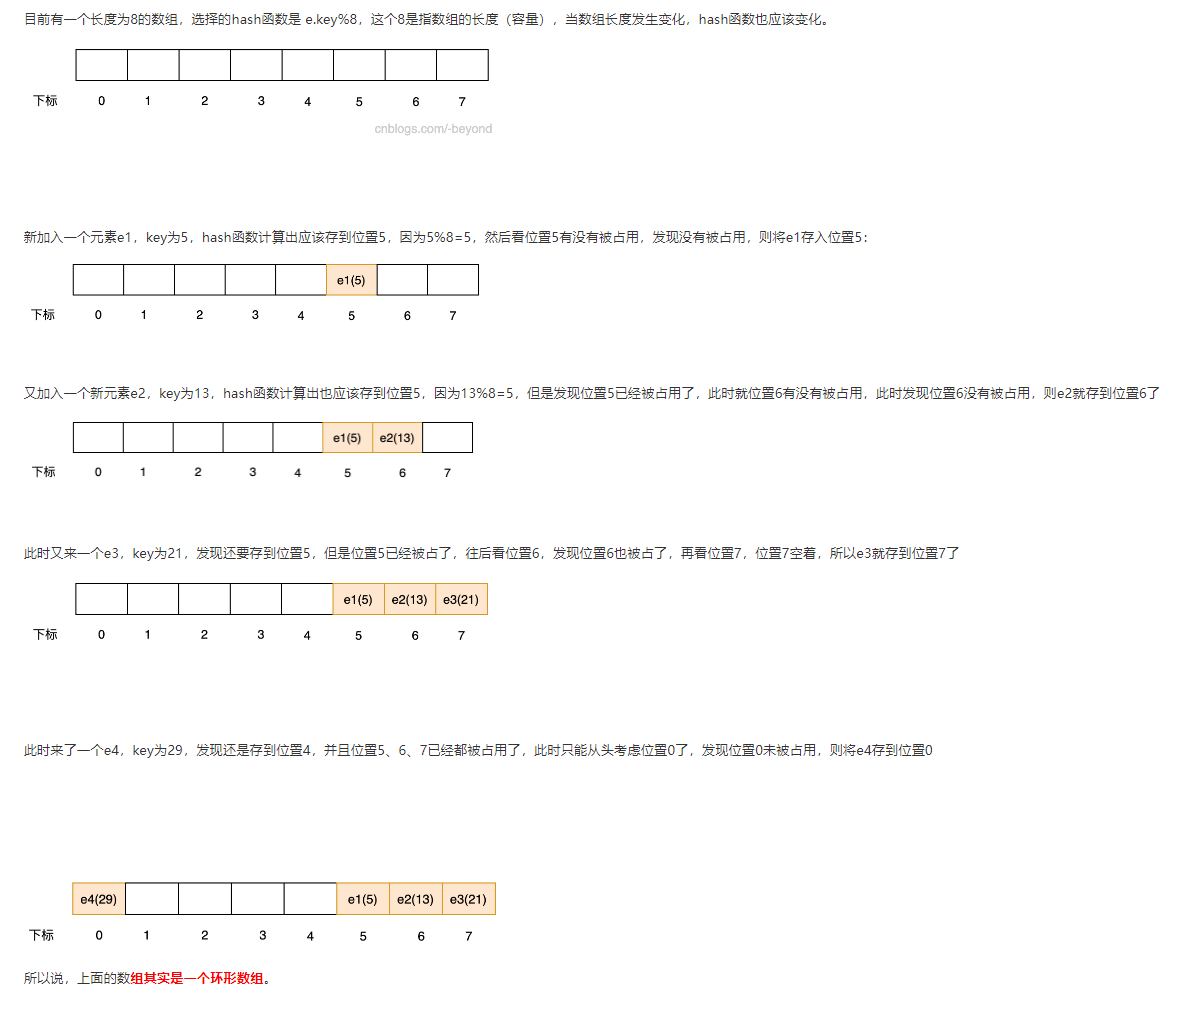 目前有一个长度为8的数组，选择的hash函数是 e.key%8，这个8是指数组的长度（容量），当数组长度发生变化，hash函数也应该变化。
下标 0 1 2 3 4 5 6 7
cnblogs.com/-beyond
新加入一个元素e1，key为5，hash函数计算出应该存到位置5，因为5%8=5，然后看位置5有没有被占用，发现没有被占用，则将e1存入位置5：
e1(5)
下标 0 1 2 3 4 5 6 7
又加入一个新元素e2，key为13，hash函数计算出也应该存到位置5，因为13%8=5，但是发现位置5已经被占用了，此时就位置6有没有被占用，此时发现位置6没有被占用，则e2就存到位置6了
e1(5) e2(13)
下标 0 1 2 3 4 5 6 7
此时又来一个e3，key为21，发现还要存到位置5，但是位置5已经被占了，往后看位置6，发现位置6也被占了，再看位置7，位置7空着，所以e3就存到位置7了
e1(5) e2(13) e3(21)
下标 0 1 2 3 4 5 6 7
此时来了一个e4，key为29，发现还是存到位置4，并且位置5、6、7已经都被占用了，此时只能从头考虑位置0了，发现位置0未被占用，则将e4存到位置0
e4(29) e1(5) e2(13) e3(21)
下标 0 1 2 3 4 5 6 7
所以说，上面的数组其实是一个环形数组。